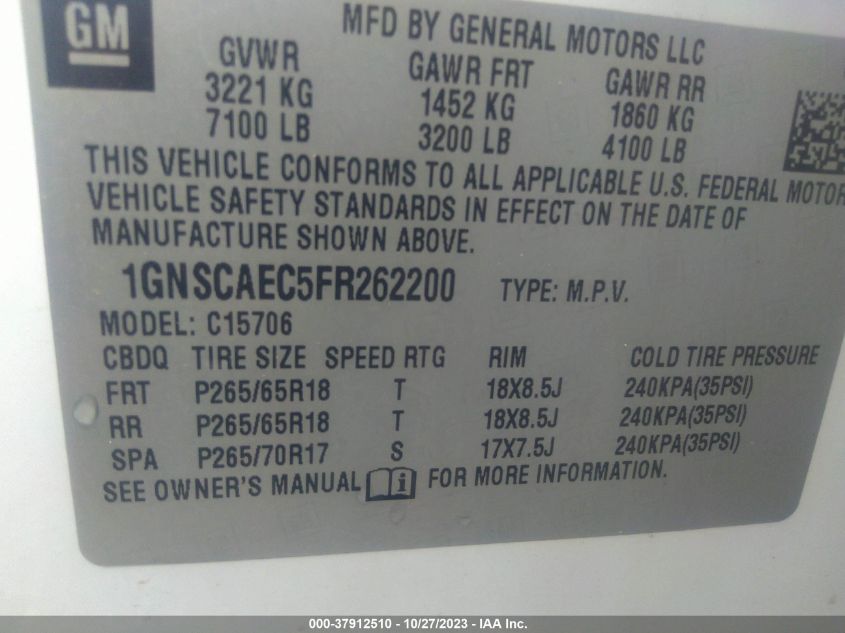 GM
MFD BY GENERAL MOTORS LLC
GVWR GAWR FRT GAWR RR
3221 KG 1452 KG 1860 KG
7100 LB 3200 LB 4100 LB
THIS VEHICLE CONFORMS TO ALL APPLICABLE U.S. FEDERAL MOTOR
VEHICLE SAFETY STANDARDS IN EFFECT ON THE DATE OF
MANUFACTURE SHOWN ABOVE.
1GNSCAEC5FR262200 TYPE: M.P.V.
MODEL: C15706
CBDQ TIRE SIZE SPEED RTG RIM COLD TIRE PRESSURE
FRT P265/65R18 T 18X8.5J 240KPA(35PSI)
RR P265/65R18 T 18X8.5J 240KPA(35PSI)
SPA P265/70R17 S 17X7.5J 240KPA(35PSI)
SEE OWNER'S MANUAL i FOR MORE INFORMATION.
000-37912510 - 10/27/2023 - IAA Inc.